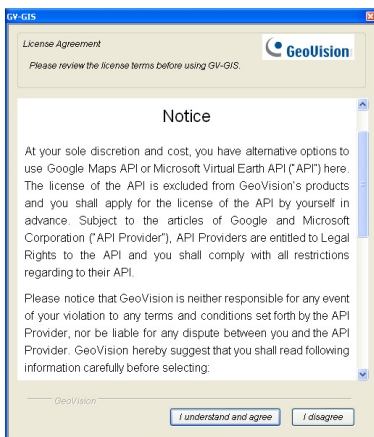 GV-GIS
License Agreement
GeoVision
Please review the license terms before using GV-GIS.
Notice
At your sole discretion and cost, you have alternative options to
use Google Maps API or Microsoft Virtual Earth API ("API") here.
The license of the API is excluded from GeoVision's products
and you shall apply for the license of the API by yourself in
advance. Subject to the articles of Google and Microsoft
Corporation ("API Provider"), API Providers are entitled to Legal
Rights to the API and you shall comply with all restrictions
regarding to their API.
Please notice that GeoVision is neither responsible for any event
of your violation to any terms and conditions set forth by the API
Provider, nor be liable for any dispute between you and the API
Provider. GeoVision hereby suggest that you shall read following
information carefully before selecting:
GeoVision
I understand and agree
I disagree